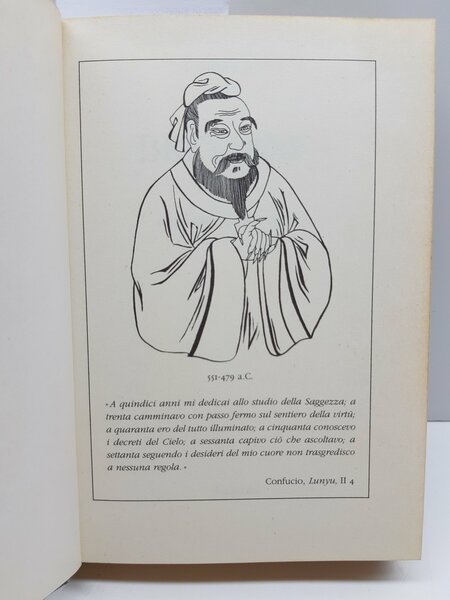 551-479 a.C.
« A quindici anni mi dedicai allo studio della Saggezza; a
trenta camminavo con passo fermo sul sentiero della virtù;
a quaranta ero del tutto illuminato; a cinquanta conoscevo
i decreti del Cielo; a sessanta capivo ciò che ascoltavo; a
settanta seguendo i desideri del mio cuore non trasgredisco
a nessuna regola. »
Confucio, Lunyu, II 4